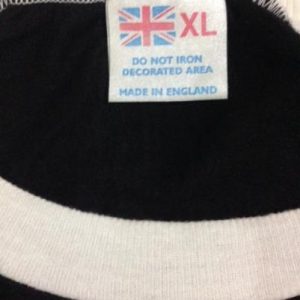 XL
DO NOT IRON
DECORATED AREA
MADE IN ENGLAND